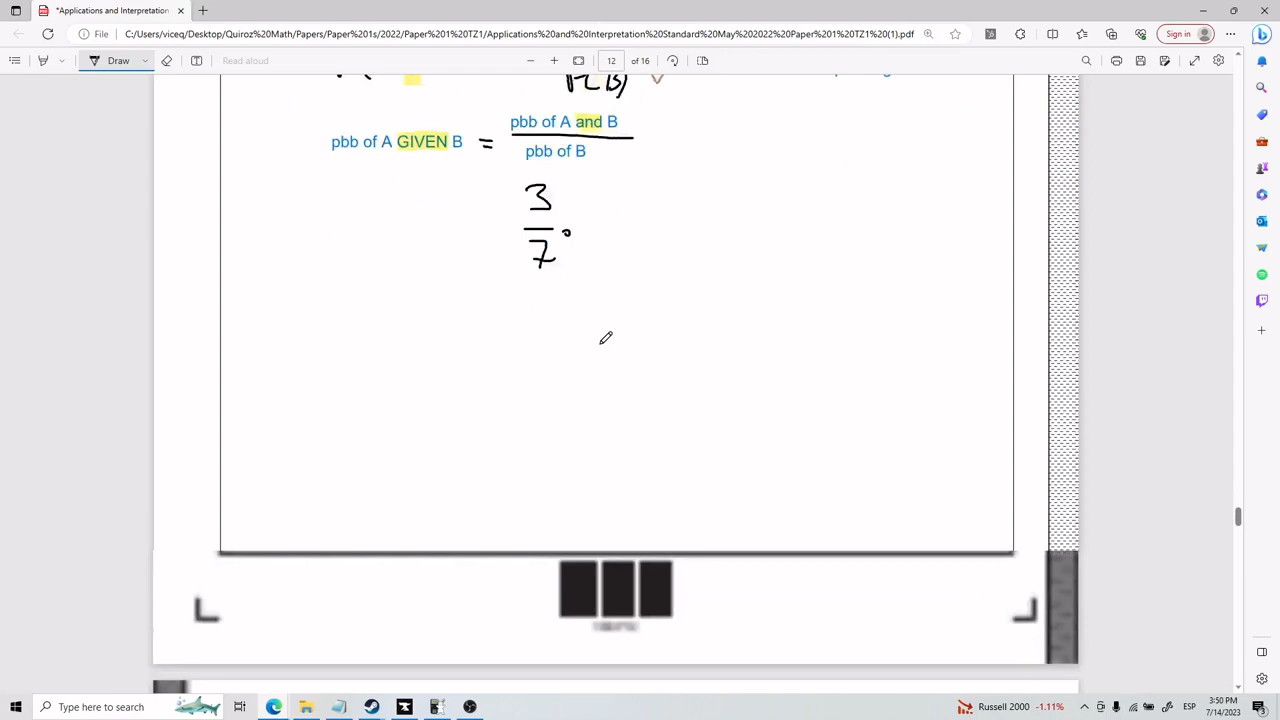 *Applications and Interpretation
C:/Users/viceq/Desktop/Quiroz%20Math/Papers/Paper%201s/2022/Paper%201%20TZ1/Applications%20and%20Interpretation%20Standard%20May%202022%20Paper%201%20TZ1%20(1).pdf
File
Sign in
Draw
Read aloud
12 of 16
P(B)
pbb of A GIVEN B = pbb of A and B
pbb of B
3
7
Type here to search
Russell 2000 -1.11%
ESP
3:50 PM
7/14/2023